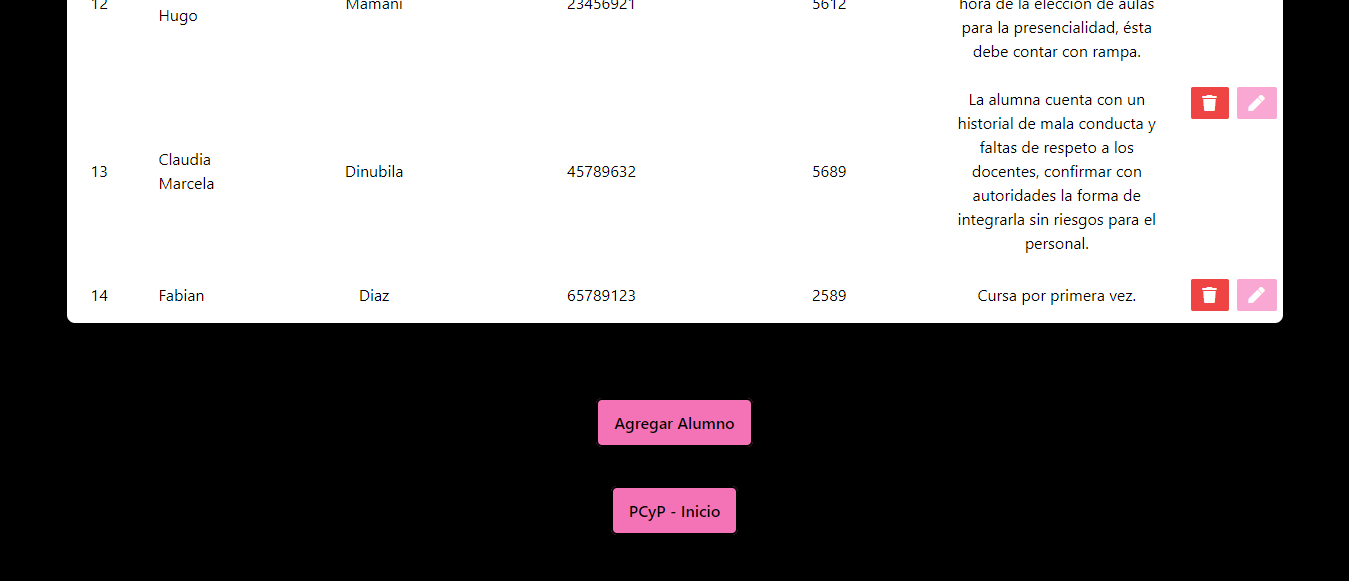 12 Mamani 23456921 5612 hora de la elección de aulas
Hugo
para la presencialidad, ésta
debe contar con rampa.
La alumna cuenta con un
historial de mala conducta y
faltas de respeto a los
docentes, confirmar con
autoridades la forma de
integrarla sin riesgos para el
personal.
13 Claudia Marcela Dinubila 45789632 5689
14 Fabian Diaz 65789123 2589 Cursa por primera vez.
Agregar Alumno
PCyP - Inicio